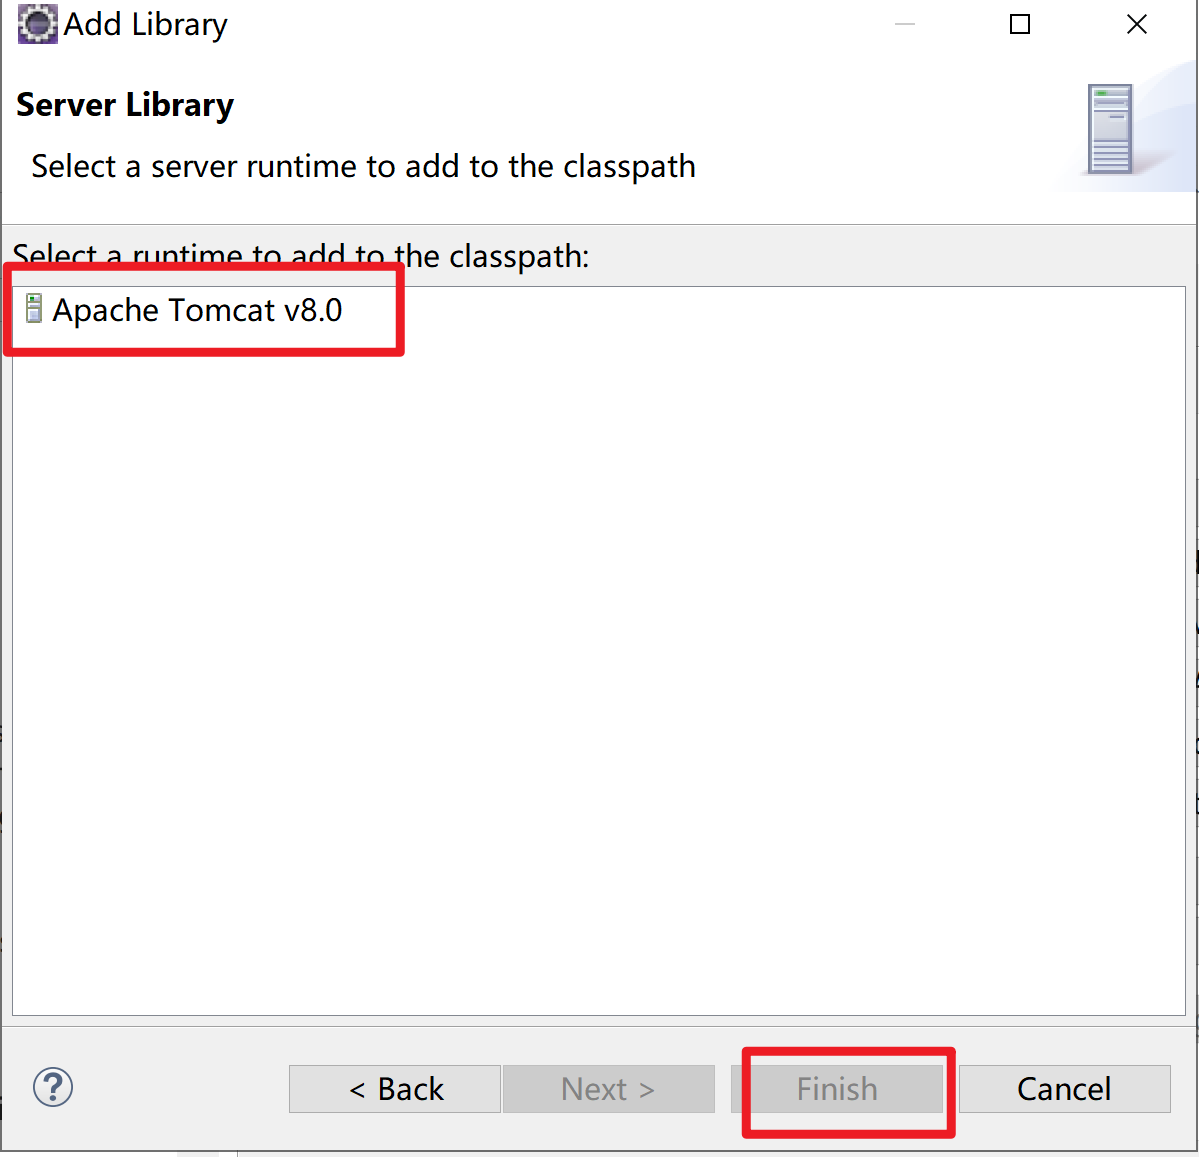 Add Library
Server Library
Select a server runtime to add to the classpath
Select a runtime to add to the classpath:
Apache Tomcat v8.0
?
< Back
Next >
Finish
Cancel